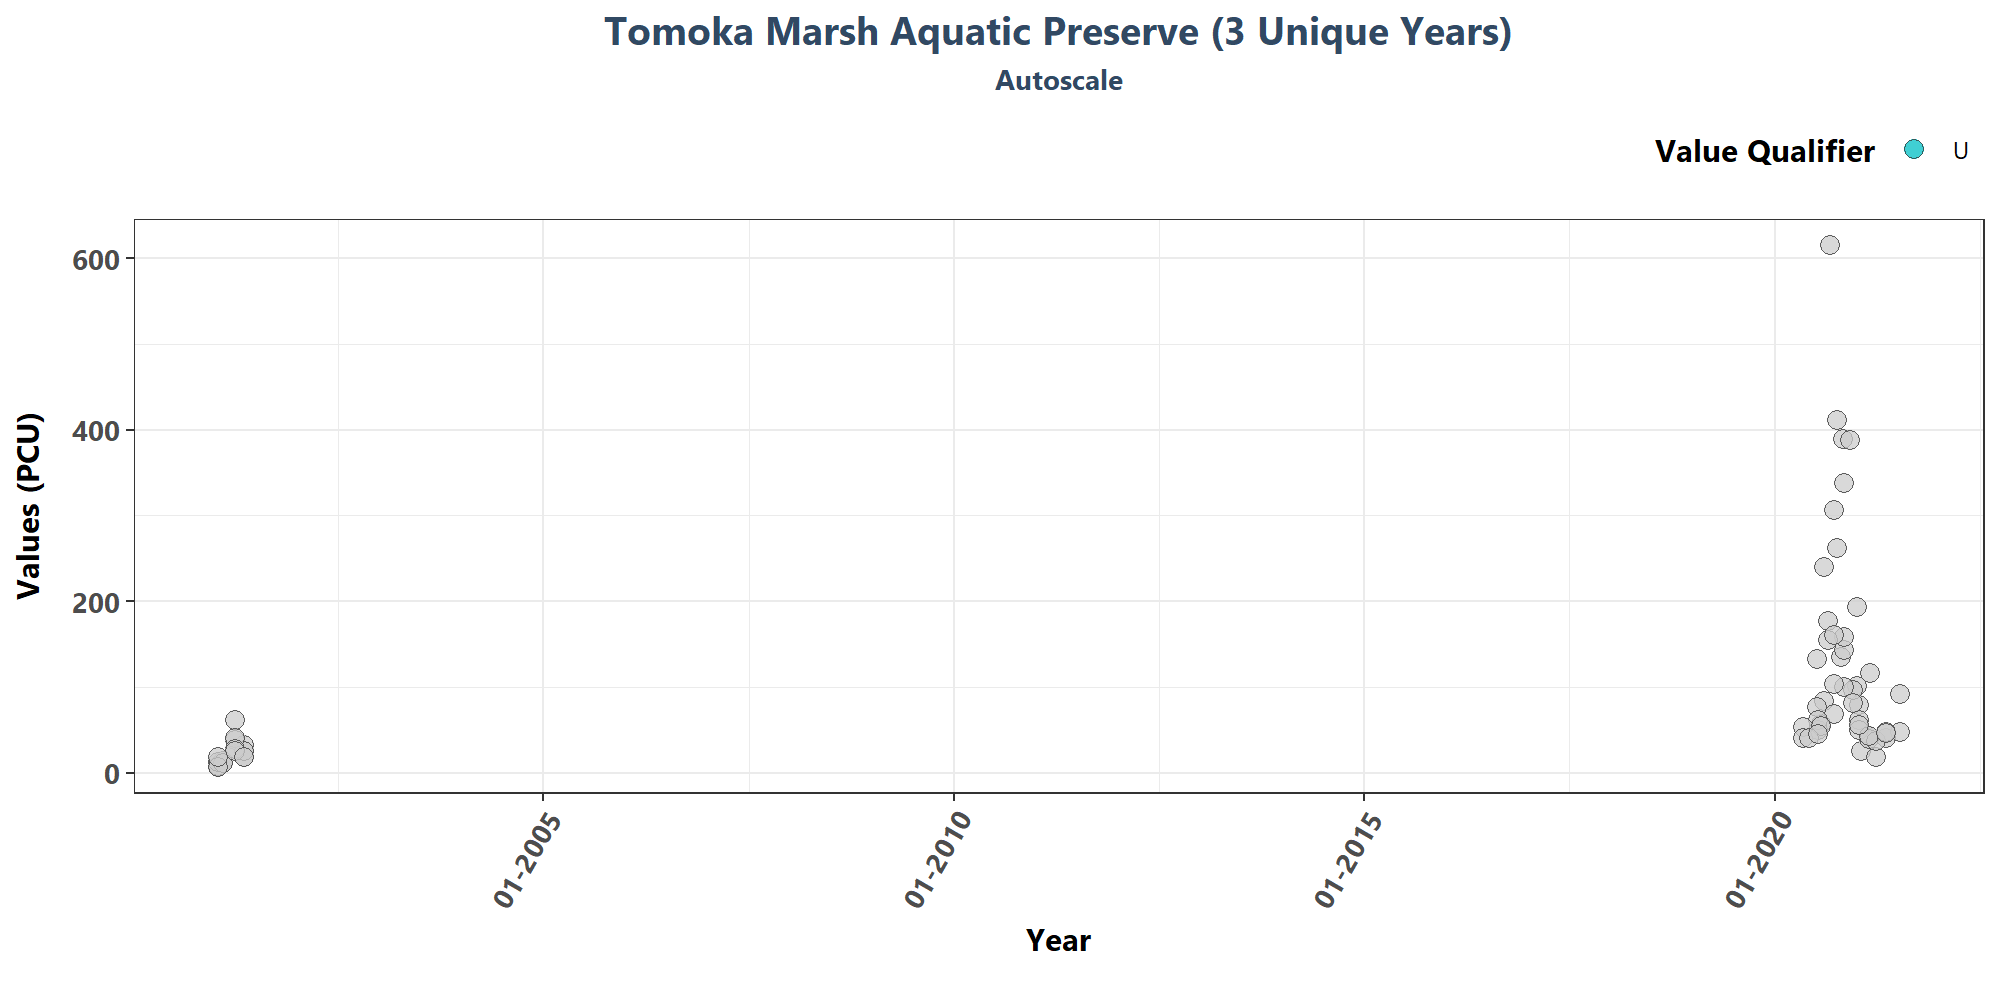 Tomoka Marsh Aquatic Preserve (3 Unique Years)
Autoscale
Value Qualifier U
Values (PCU)
600
400
200
0
01-2005 01-2010 01-2015 01-2020
Year